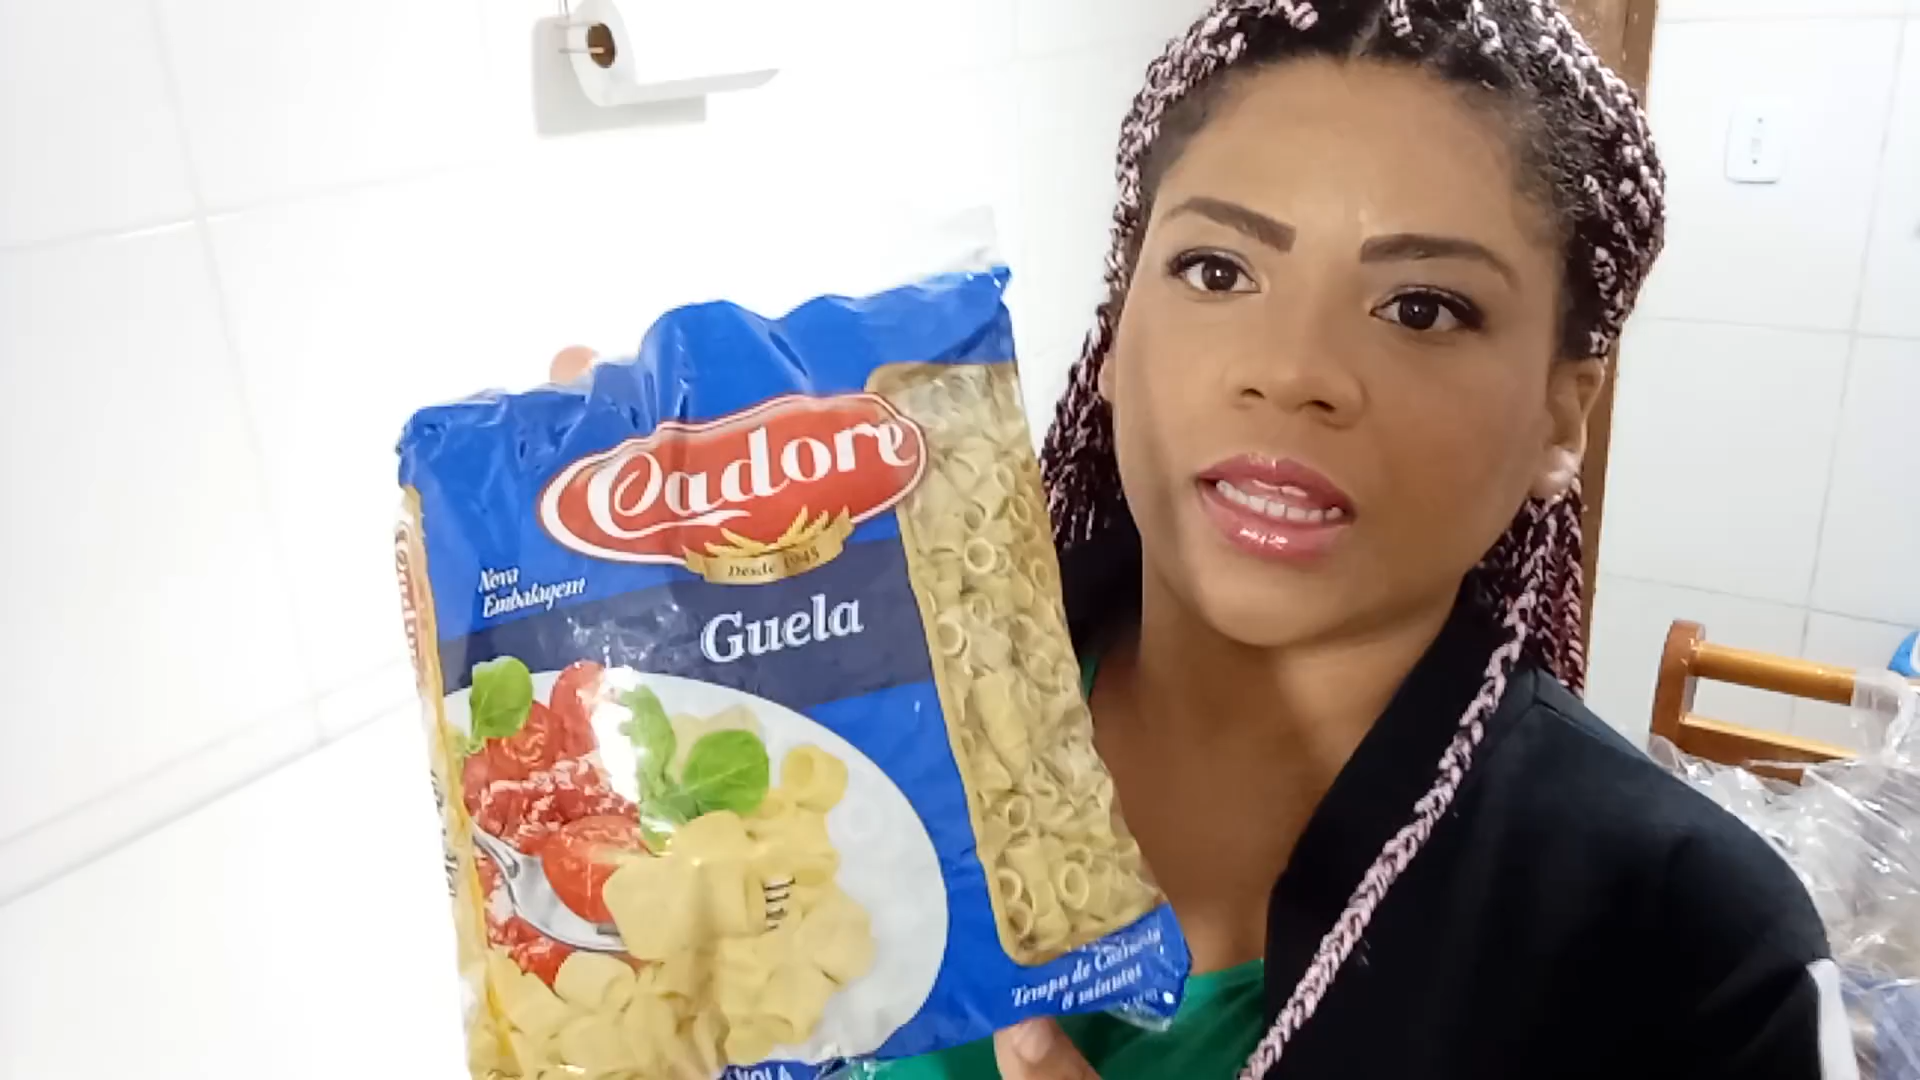 Cadore
Desde 1945
Nova
Embalagem
Guela
Tempo de Cozimento
8 minutos